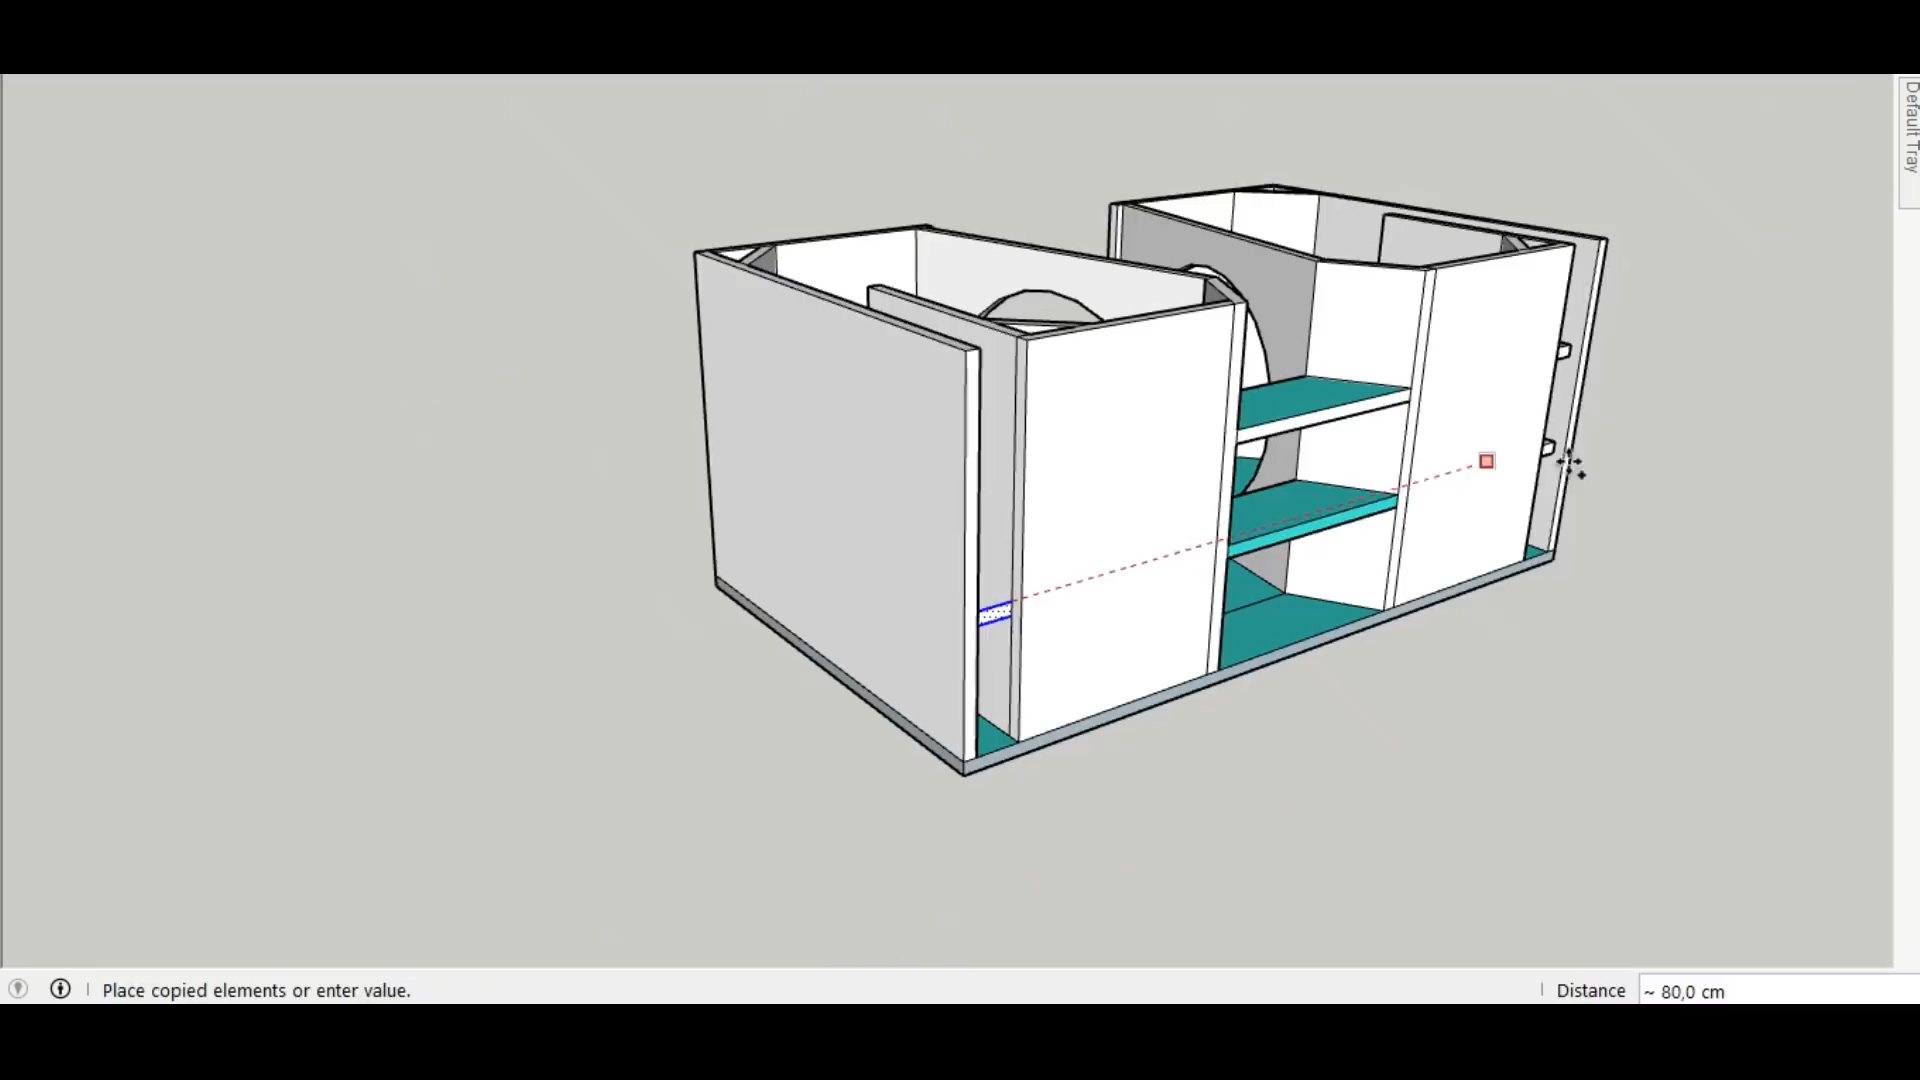 Default Tray
Place copied elements or enter value.
Distance ~ 80,0 cm